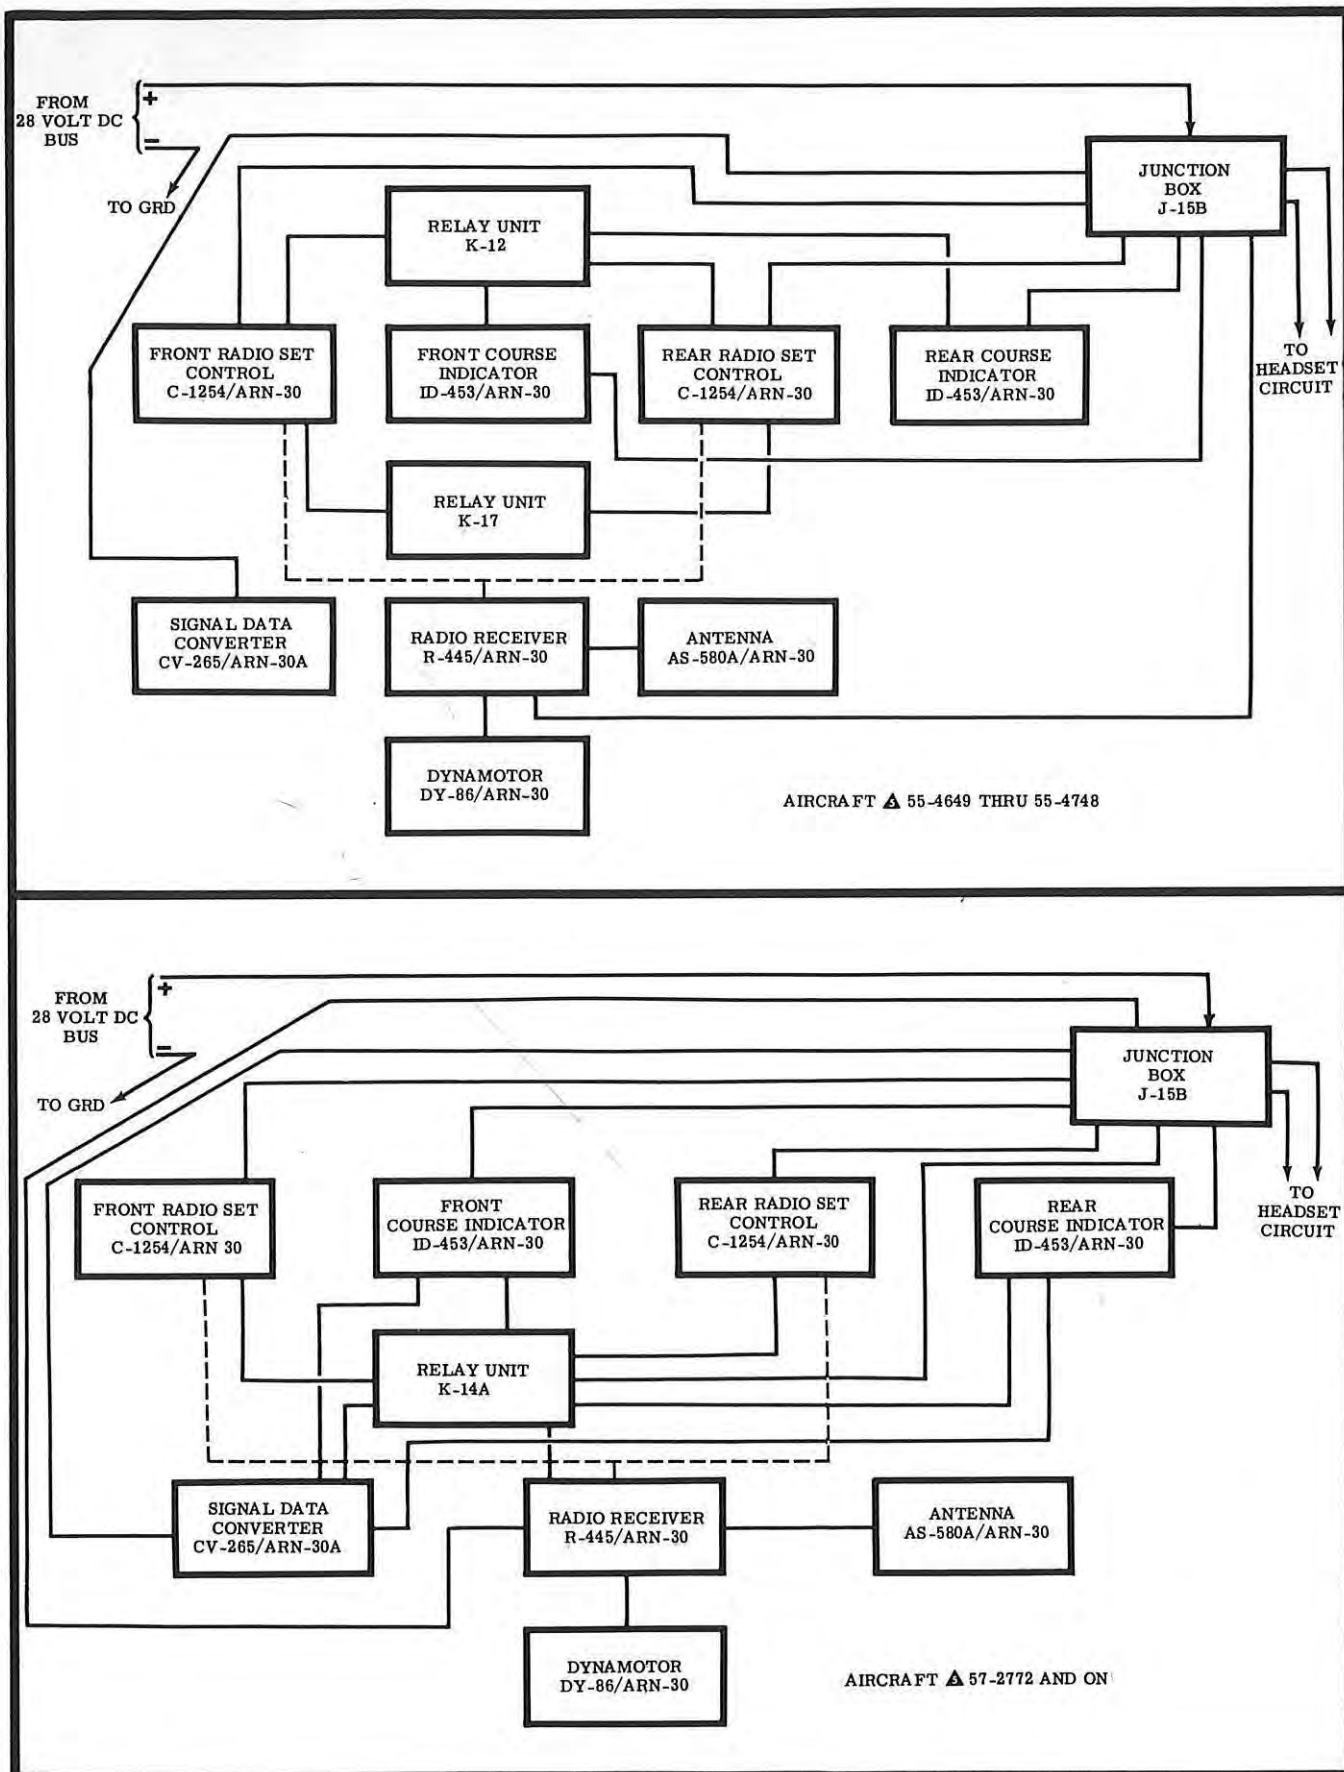 FROM
28 VOLT DC
BUS
+
−
TO GRD
JUNCTION
BOX
J-15B
RELAY UNIT
K-12
FRONT RADIO SET
CONTROL
C-1254/ARN-30
FRONT COURSE
INDICATOR
ID-453/ARN-30
REAR RADIO SET
CONTROL
C-1254/ARN-30
REAR COURSE
INDICATOR
ID-453/ARN-30
TO
HEADSET
CIRCUIT
RELAY UNIT
K-17
SIGNAL DATA
CONVERTER
CV-265/ARN-30A
RADIO RECEIVER
R-445/ARN-30
ANTENNA
AS-580A/ARN-30
DYNAMOTOR
DY-86/ARN-30
AIRCRAFT 5 55-4649 THRU 55-4748
FROM
28 VOLT DC
BUS
+
−
TO GRD
JUNCTION
BOX
J-15B
FRONT RADIO SET
CONTROL
C-1254/ARN 30
FRONT
COURSE INDICATOR
ID-453/ARN-30
REAR RADIO SET
CONTROL
C-1254/ARN-30
REAR
COURSE INDICATOR
ID-453/ARN-30
TO
HEADSET
CIRCUIT
RELAY UNIT
K-14A
SIGNAL DATA
CONVERTER
CV-265/ARN-30A
RADIO RECEIVER
R-445/ARN-30
ANTENNA
AS-580A/ARN-30
DYNAMOTOR
DY-86/ARN-30
AIRCRAFT 5 57-2772 AND ON